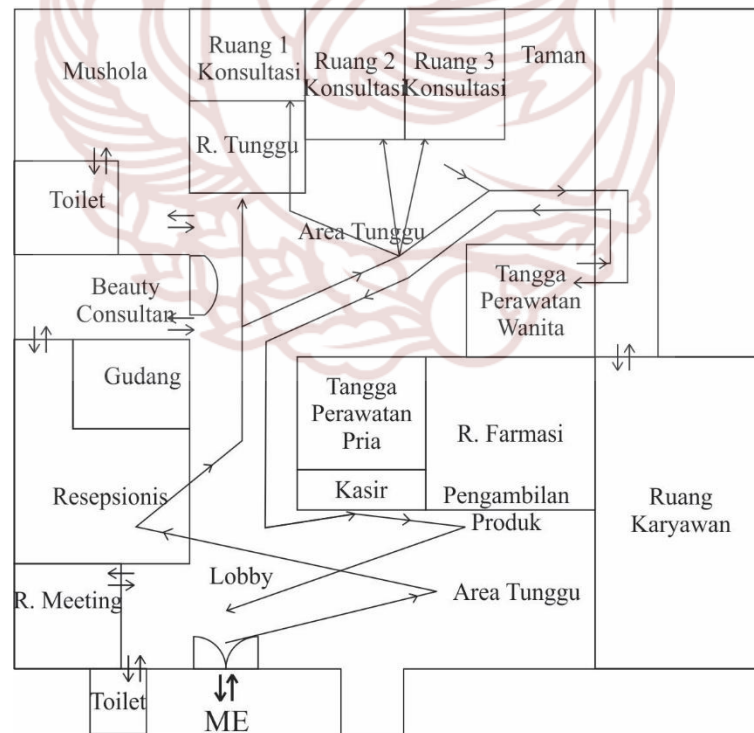 Mushola
Ruang 1
Konsultasi
Ruang 2
Konsultasi
Ruang 3
Konsultasi
Taman
R. Tunggu
Toilet
Area Tunggu
Beauty
Consultan
Tangga
Perawatan
Wanita
Gudang
Tangga
Perawatan
Pria
R. Farmasi
Kasir
Pengambilan
Produk
Resepsionis
Ruang
Karyawan
Lobby
Area Tunggu
R. Meeting
Toilet
ME